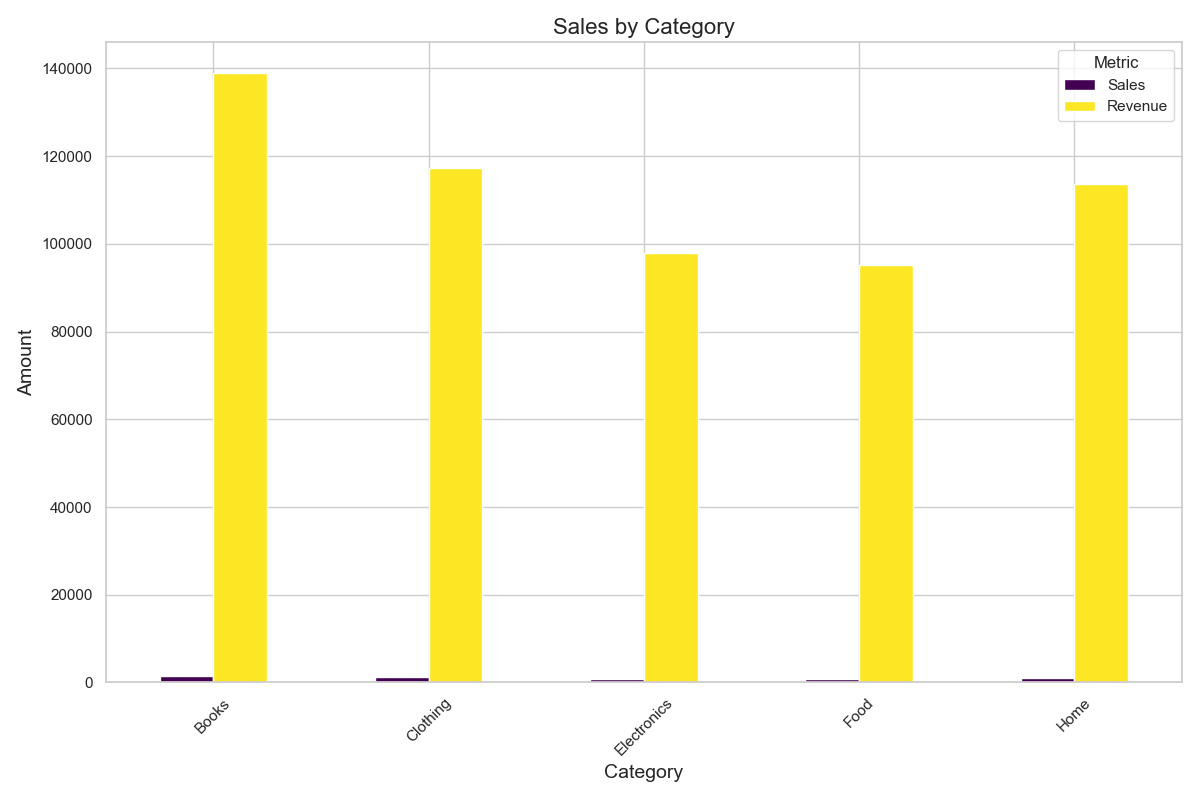 Sales by Category
Metric
Sales
Revenue
Amount
140000
120000
100000
80000
60000
40000
20000
0
Books
Clothing
Electronics
Food
Home
Category